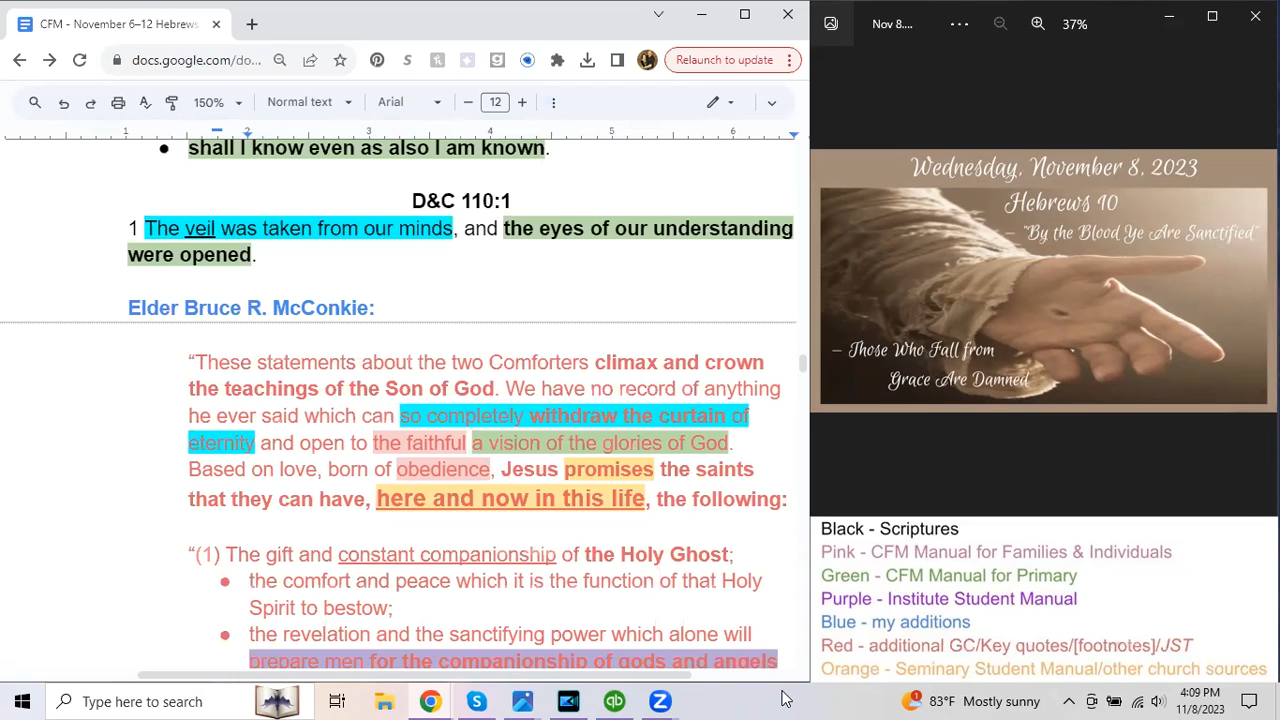 CFM - November 6–12 Hebrews
docs.google.com/do...
Relaunch to update
150%
Normal text
Arial
12
1
2
3
4
5
6
shall I know even as also I am known.
D&C 110:1
1 The veil was taken from our minds, and the eyes of our understanding
were opened.
Elder Bruce R. McConkie:
“These statements about the two Comforters climax and crown
the teachings of the Son of God. We have no record of anything
he ever said which can so completely withdraw the curtain of
eternity and open to the faithful a vision of the glories of God.
Based on love, born of obedience, Jesus promises the saints
that they can have, here and now in this life, the following:
“(1) The gift and constant companionship of the Holy Ghost;
the comfort and peace which it is the function of that Holy
Spirit to bestow;
the revelation and the sanctifying power which alone will
prepare men for the companionship of gods and angels
Nov 8....
37%
Wednesday, November 8, 2023
Hebrews 10
– "By the Blood Ye Are Sanctified"
– Those Who Fall from
Grace Are Damned
Black - Scriptures
Pink - CFM Manual for Families & Individuals
Green - CFM Manual for Primary
Purple - Institute Student Manual
Blue - my additions
Red - additional GC/Key quotes/[footnotes]/JST
Orange - Seminary Student Manual/other church sources
Type here to search
83°F Mostly sunny
4:09 PM
11/8/2023